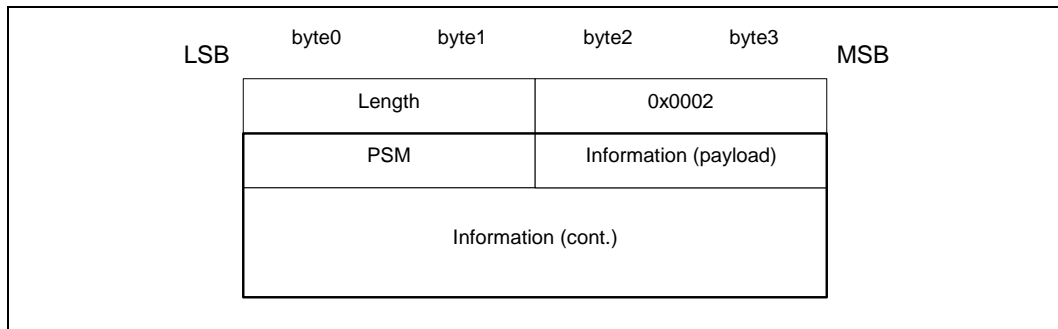 byte0 byte1 byte2 byte3
LSB MSB
Length 0x0002
PSM Information (payload)
Information (cont.)